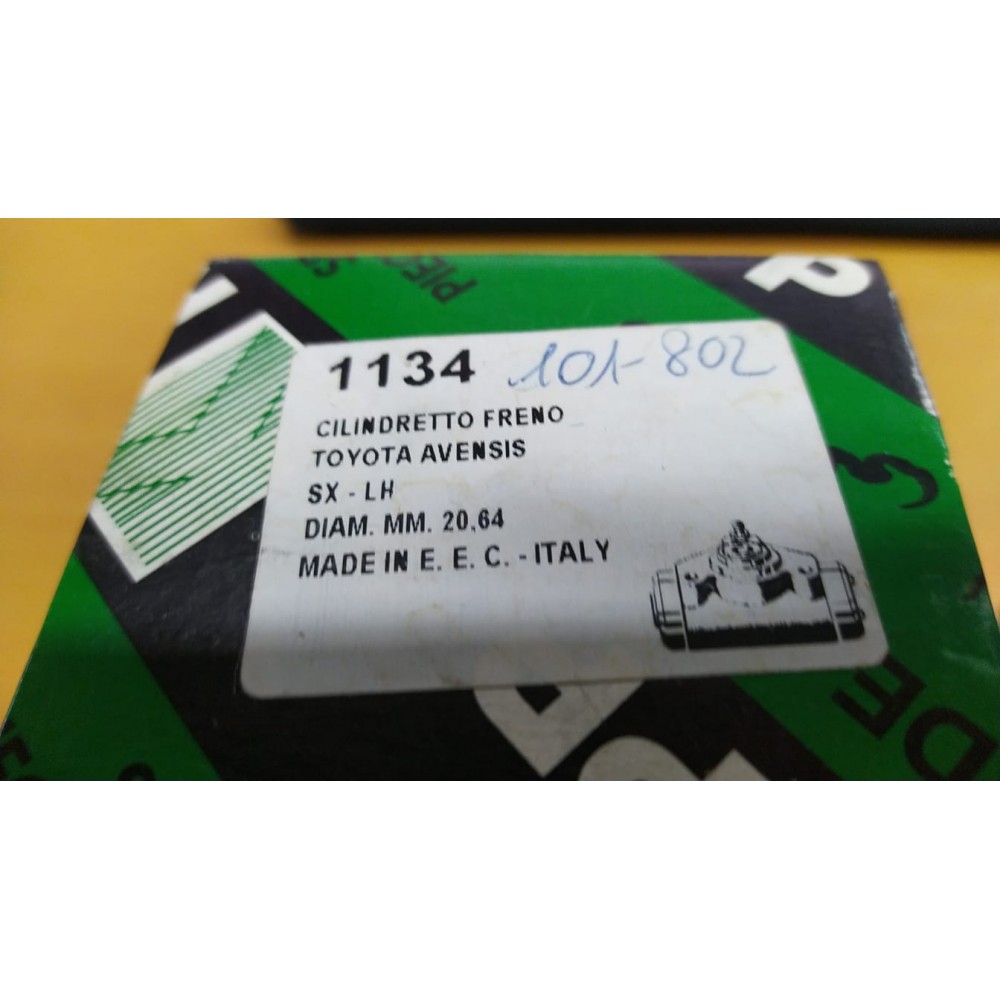 1134 101-802
CILINDRETTO FRENO
TOYOTA AVENSIS
SX - LH
DIAM. MM. 20,64
MADE IN E. E. C. - ITALY